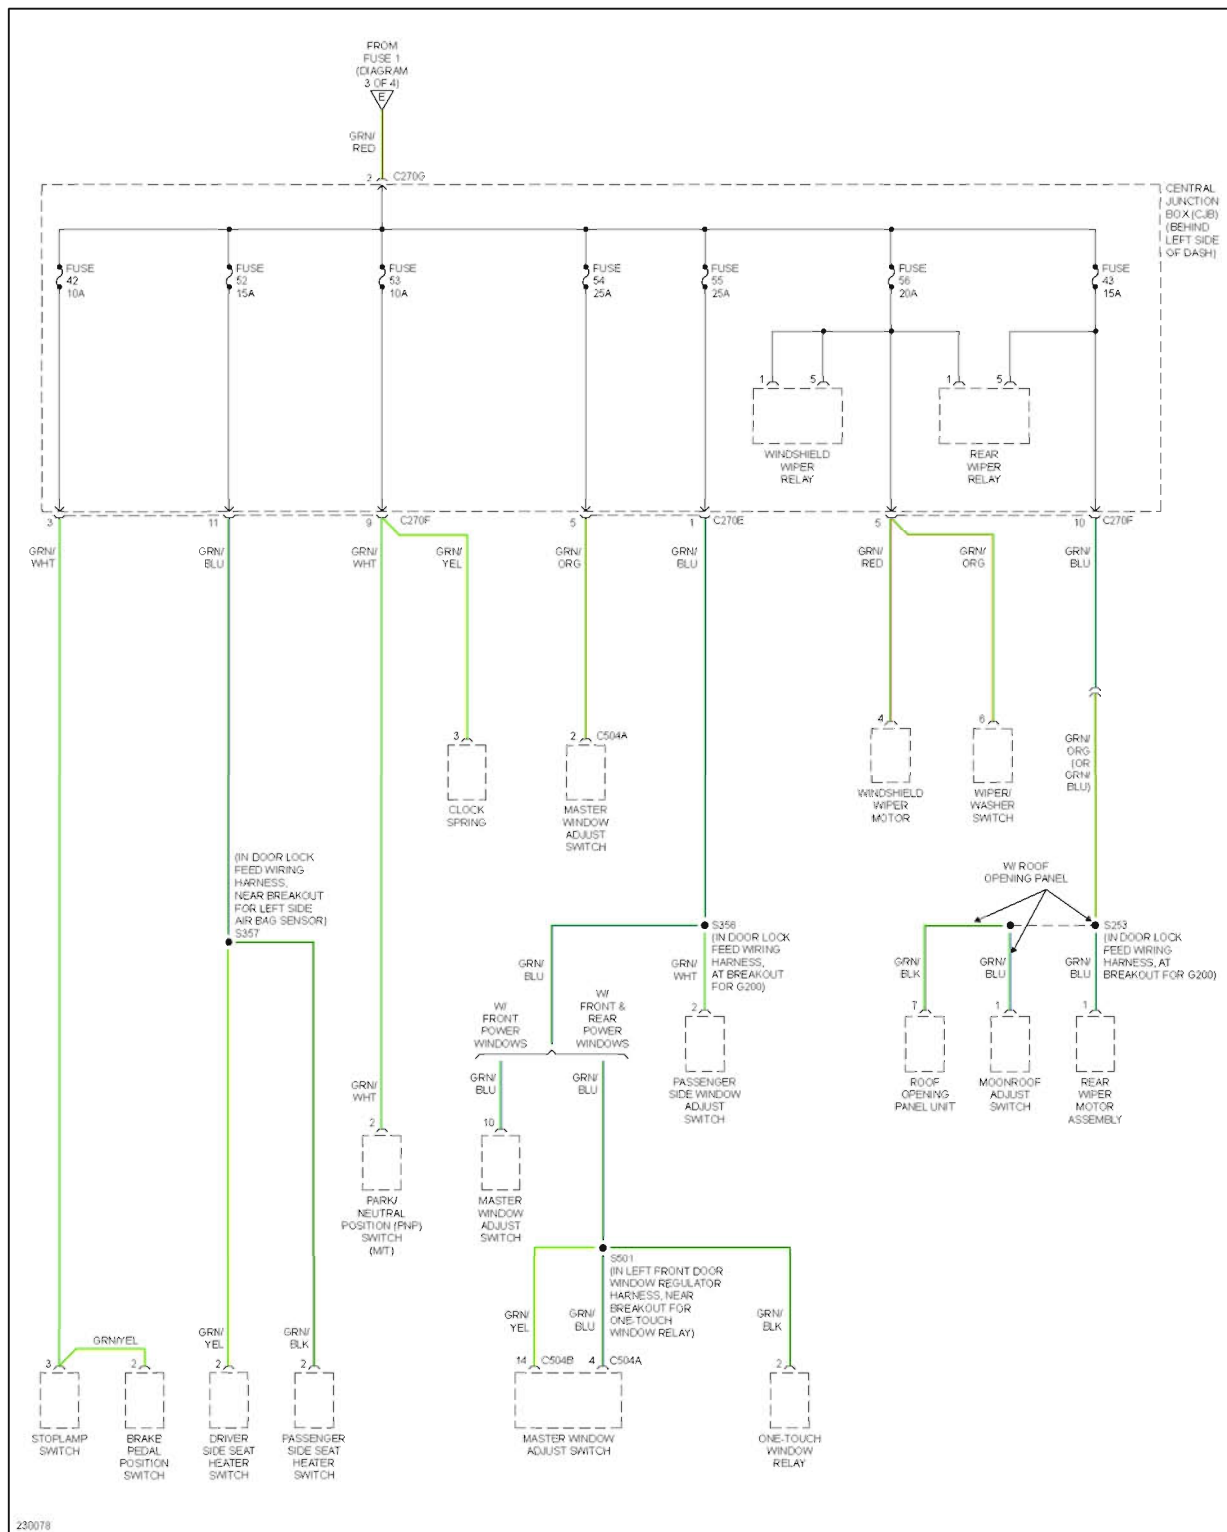 FROM
FUSE 1
(DIAGRAM
3 OF 4)
E
GRN/
RED
2
C270G
CENTRAL
JUNCTION
BOX (CJB)
(BEHIND
LEFT SIDE
OF DASH)
FUSE
42
10A
FUSE
52
15A
FUSE
53
10A
FUSE
54
25A
FUSE
55
25A
FUSE
56
20A
FUSE
43
15A
1
5
1
5
WINDSHIELD
WIPER
RELAY
REAR
WIPER
RELAY
3
11
9
C270F
5
1
C270E
5
10
C270F
GRN/
WHT
GRN/
BLU
GRN/
WHT
GRN/
YEL
GRN/
ORG
GRN/
BLU
GRN/
RED
GRN/
ORG
GRN/
BLU
3
2
C504A
4
6
GRN/
ORG
(OR
GRN/
BLU)
CLOCK
SPRING
MASTER
WINDOW
ADJUST
SWITCH
WINDSHIELD
WIPER
MOTOR
WIPER/
WASHER
SWITCH
(IN DOOR LOCK
FEED WIRING
HARNESS,
NEAR BREAKOUT
FOR LEFT SIDE
AIR BAG SENSOR)
S357
W/ ROOF
OPENING PANEL
S356
(IN DOOR LOCK
FEED WIRING
HARNESS,
AT BREAKOUT
FOR G200)
S253
(IN DOOR LOCK
FEED WIRING
HARNESS, AT
BREAKOUT FOR G200)
GRN/
BLU
GRN/
WHT
GRN/
BLK
GRN/
BLU
GRN/
BLU
W/
FRONT
POWER
WINDOWS
W/
FRONT &
REAR
POWER
WINDOWS
2
7
1
1
PASSENGER
SIDE WINDOW
ADJUST
SWITCH
ROOF
OPENING
PANEL UNIT
MOONROOF
ADJUST
SWITCH
REAR
WIPER
MOTOR
ASSEMBLY
GRN/
WHT
GRN/
BLU
GRN/
BLU
2
10
PARK/
NEUTRAL
POSITION (PNP)
SWITCH
(M/T)
MASTER
WINDOW
ADJUST
SWITCH
S501
(IN LEFT FRONT DOOR
WINDOW REGULATOR
HARNESS, NEAR
BREAKOUT FOR
ONE-TOUCH
WINDOW RELAY)
GRN/YEL
GRN/
YEL
GRN/
BLK
GRN/
YEL
GRN/
BLU
GRN/
BLK
3
2
2
2
14
C504B
4
C504A
2
STOPLAMP
SWITCH
BRAKE
PEDAL
POSITION
SWITCH
DRIVER
SIDE SEAT
HEATER
SWITCH
PASSENGER
SIDE SEAT
HEATER
SWITCH
MASTER WINDOW
ADJUST SWITCH
ONE-TOUCH
WINDOW
RELAY
230078